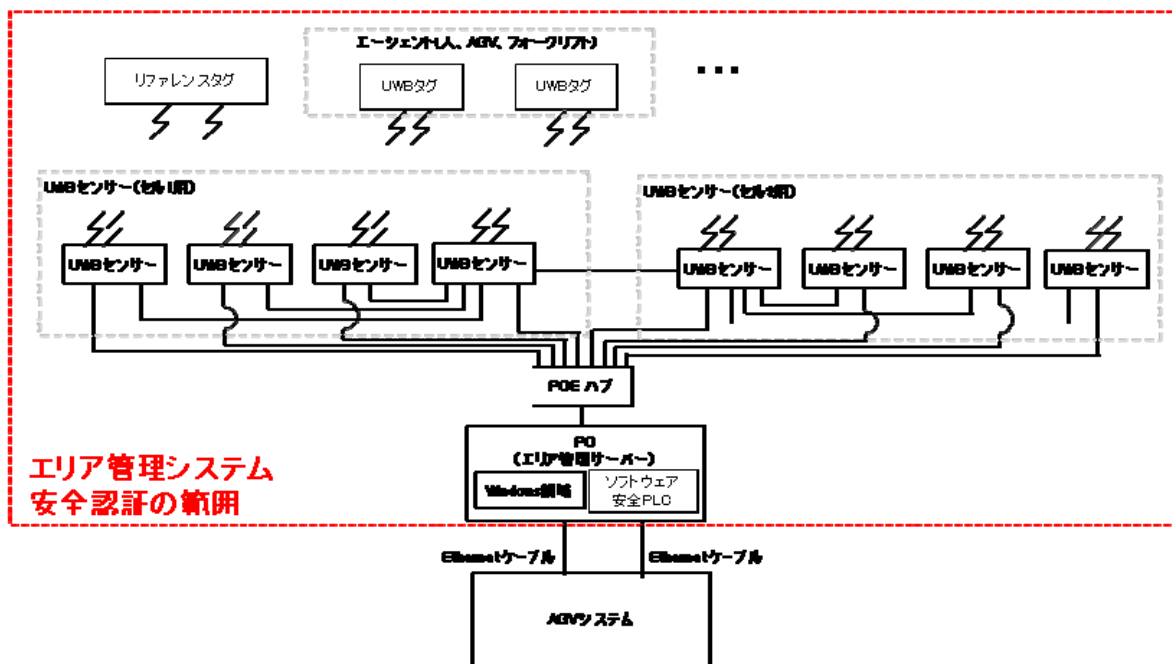 エージェント(人、AGV、フォークリフト)
リファレンスタグ
UWBタグ
UWBタグ
・・・
UWBセンサー(セル1用)
UWBセンサー(セル2用)
UWBセンサー
UWBセンサー
UWBセンサー
UWBセンサー
UWBセンサー
UWBセンサー
UWBセンサー
UWBセンサー
POE ハブ
PC
(エリア管理サーバー)
Windows領域
ソフトウェア
安全PLC
エリア管理システム
安全認証の範囲
Ethernetケーブル
Ethernetケーブル
AGVシステム